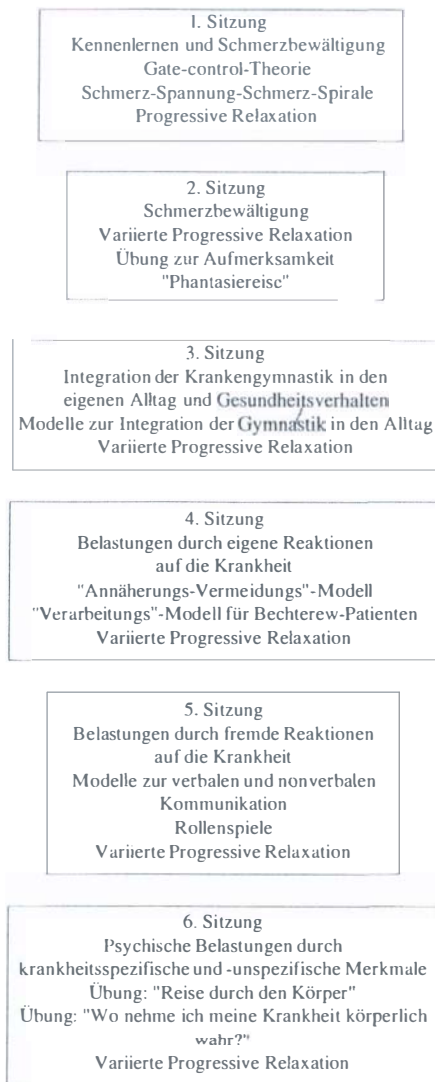 1. Sitzung
Kennenlernen und Schmerzbewältigung
Gate-control-Theorie
Schmerz-Spannung-Schmerz-Spirale
Progressive Relaxation
2. Sitzung
Schmerzbewältigung
Variierte Progressive Relaxation
Übung zur Aufmerksamkeit
"Phantasiereise"
3. Sitzung
Integration der Krankengymnastik in den
eigenen Alltag und Gesundheitsverhalten
Modelle zur Integration der Gymnastik in den Alltag
Variierte Progressive Relaxation
4. Sitzung
Belastungen durch eigene Reaktionen
auf die Krankheit
"Annäherungs-Vermeidungs"-Modell
"Verarbeitungs"-Modell für Bechterew-Patienten
Variierte Progressive Relaxation
5. Sitzung
Belastungen durch fremde Reaktionen
auf die Krankheit
Modelle zur verbalen und nonverbalen
Kommunikation
Rollenspiele
Variierte Progressive Relaxation
6. Sitzung
Psychische Belastungen durch
krankheitsspezifische und -unspezifische Merkmale
Übung: "Reise durch den Körper"
Übung: "Wo nehme ich meine Krankheit körperlich
wahr?"
Variierte Progressive Relaxation